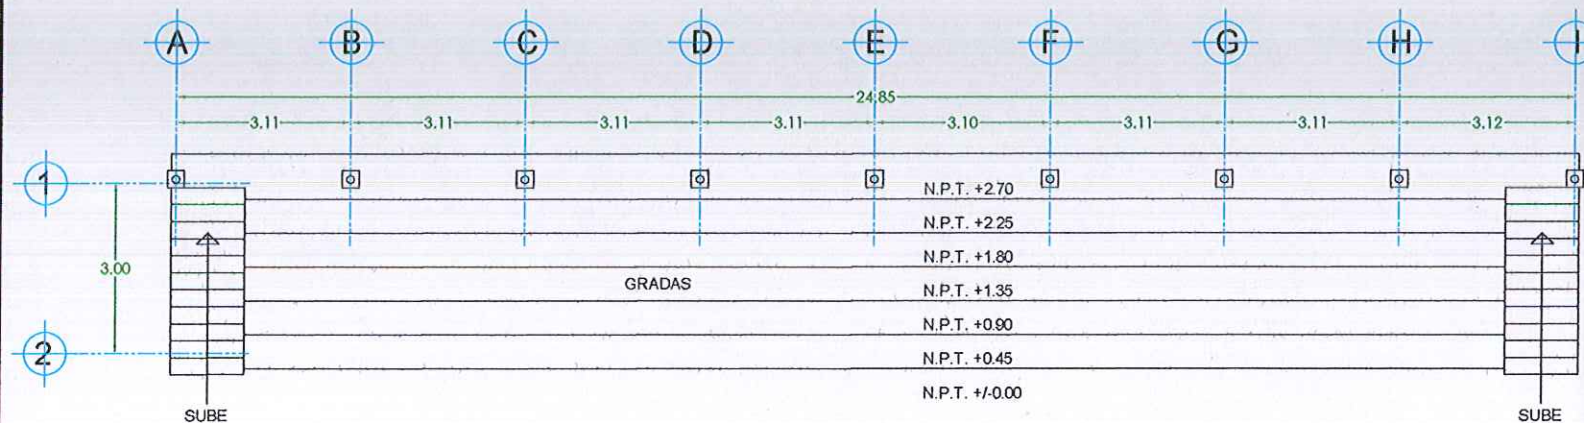 A B C D E F G H I
24.85
3.11 3.11 3.11 3.11 3.10 3.11 3.11 3.12
1
N.P.T. +2.70
N.P.T. +2.25
N.P.T. +1.80
3.00
GRADAS
N.P.T. +1.35
N.P.T. +0.90
2
N.P.T. +0.45
N.P.T. +/-0.00
SUBE SUBE